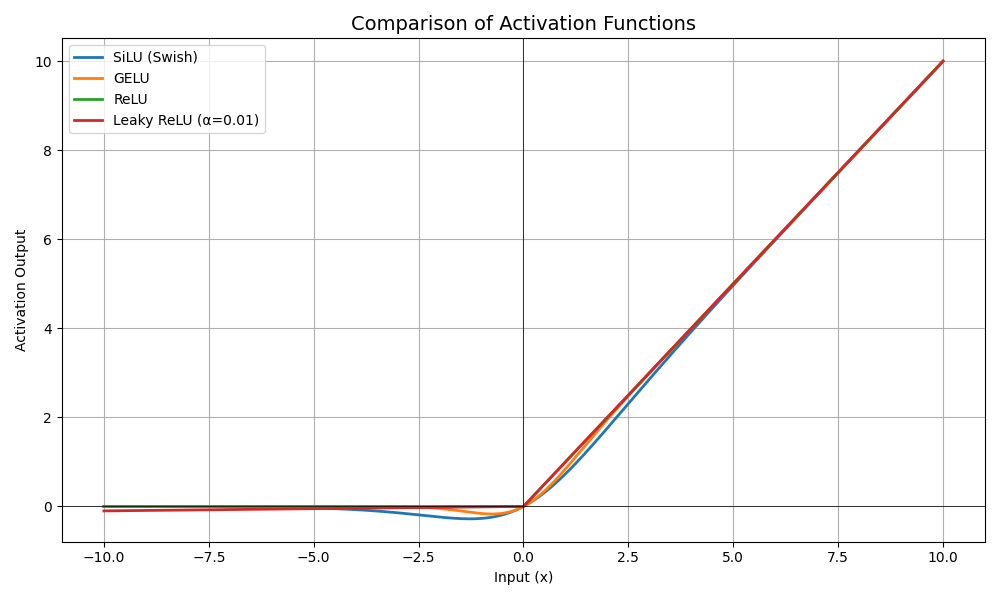 Comparison of Activation Functions
SiLU (Swish)
GELU
ReLU
Leaky ReLU (α=0.01)
10
8
6
4
2
0
Activation Output
−10.0 −7.5 −5.0 −2.5 0.0 2.5 5.0 7.5 10.0
Input (x)